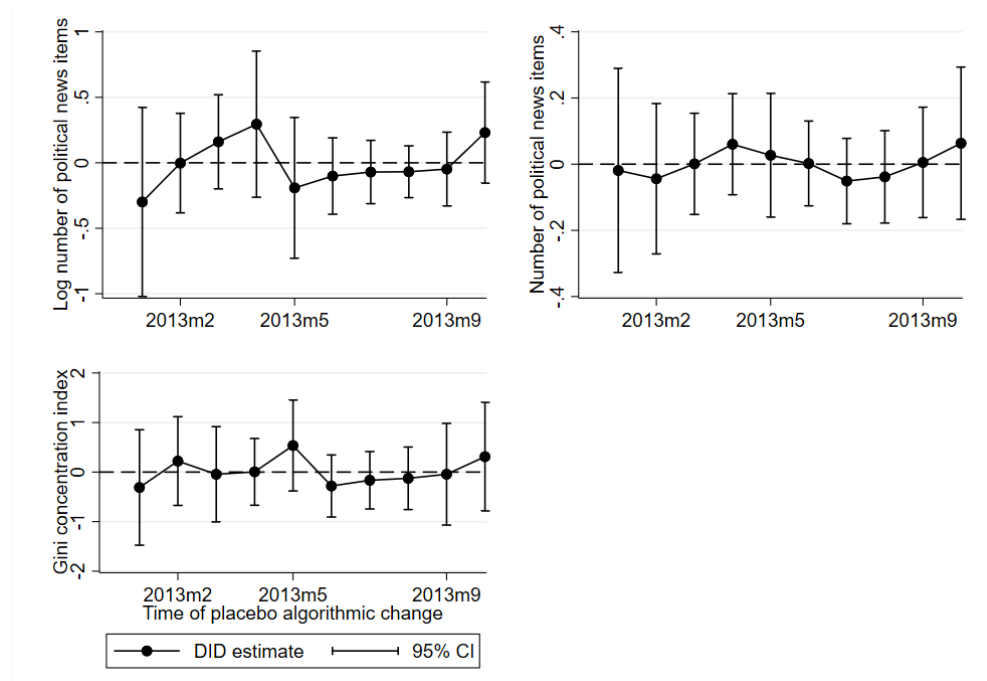 Log number of political news items
1
.5
0
-.5
-1
2013m2 2013m5 2013m9
Number of political news items
.4
.2
0
-.2
-.4
2013m2 2013m5 2013m9
Gini concentration index
2
1
0
-1
-2
2013m2 2013m5 2013m9
Time of placebo algorithmic change
DID estimate 95% CI